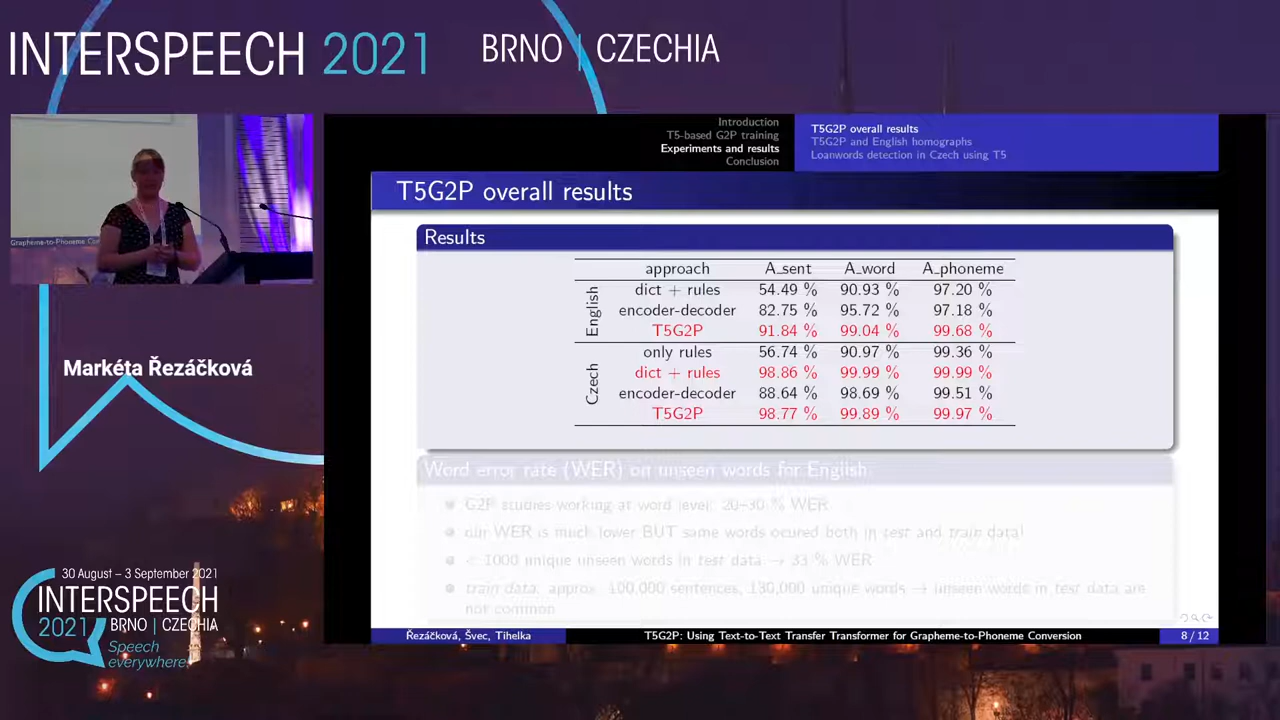 INTERSPEECH 2021
BRNO | CZECHIA
Introduction
T5-based G2P training
Experiments and results
Conclusion
T5G2P overall results
T5G2P and English homographs
Loanwords detection in Czech using T5
T5G2P overall results
Results
approach A_sent A_word A_phoneme
English
dict + rules 54.49 % 90.93 % 97.20 %
encoder-decoder 82.75 % 95.72 % 97.18 %
T5G2P 91.84 % 99.04 % 99.68 %
Czech
only rules 56.74 % 90.97 % 99.36 %
dict + rules 98.86 % 99.99 % 99.99 %
encoder-decoder 88.64 % 98.69 % 99.51 %
T5G2P 98.77 % 99.89 % 99.97 %
Word error rate (WER) on unseen words for English
G2P studies working at word level: 20–30 % WER
our WER is much lower BUT same words occured both in test and train data!
< 1000 unique unseen words in test data → 33 % WER
train data: approx. 100,000 sentences, 130,000 unique words → unseen words in test data are
not common
Řezáčková, Švec, Tihelka
T5G2P: Using Text-to-Text Transfer Transformer for Grapheme-to-Phoneme Conversion
8 / 12
Grapheme-to-Phoneme
Markéta Řezáčková
30 August – 3 September 2021
INTERSPEECH
2021 BRNO | CZECHIA
Speech
everywhere!